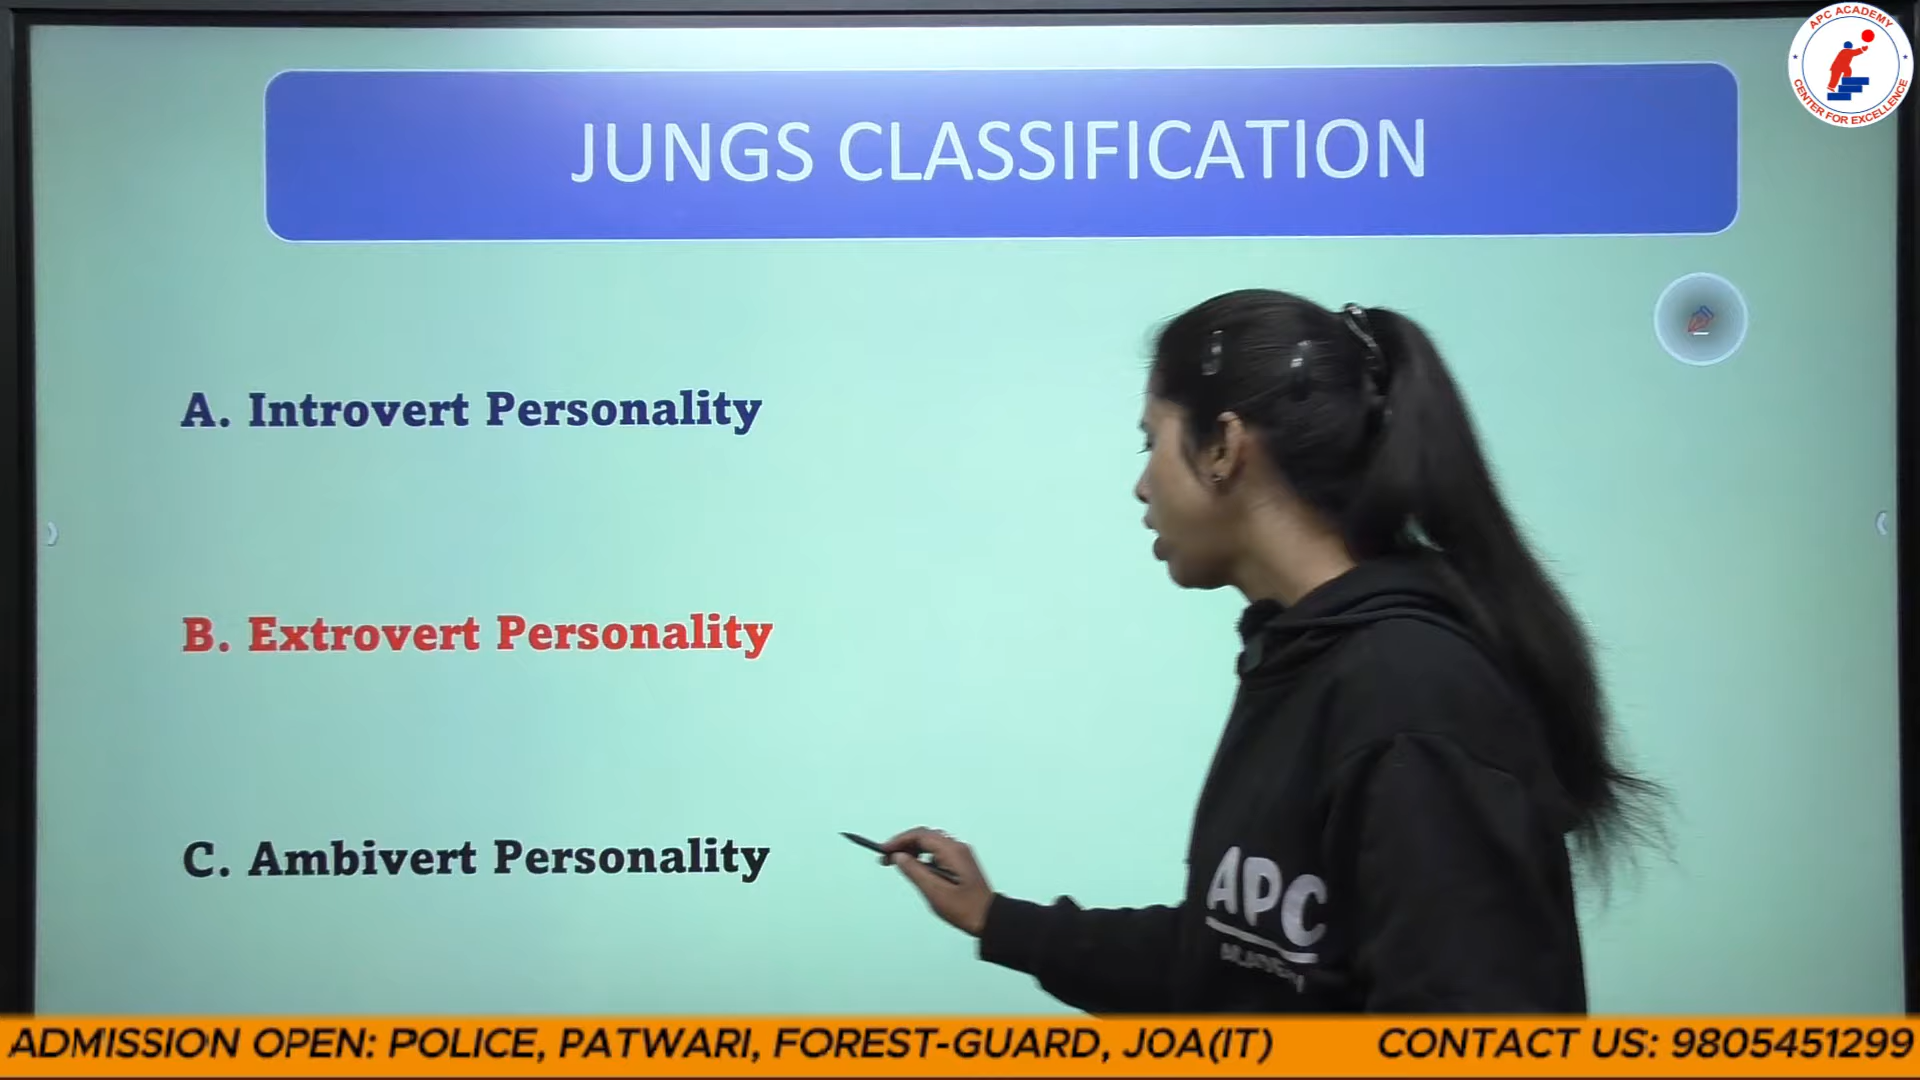 APC ACADEMY
CENTER FOR EXCELLENCE
JUNGS CLASSIFICATION
A. Introvert Personality
B. Extrovert Personality
C. Ambivert Personality
APC
ADMISSION OPEN: POLICE, PATWARI, FOREST-GUARD, JOA(IT) CONTACT US: 9805451299